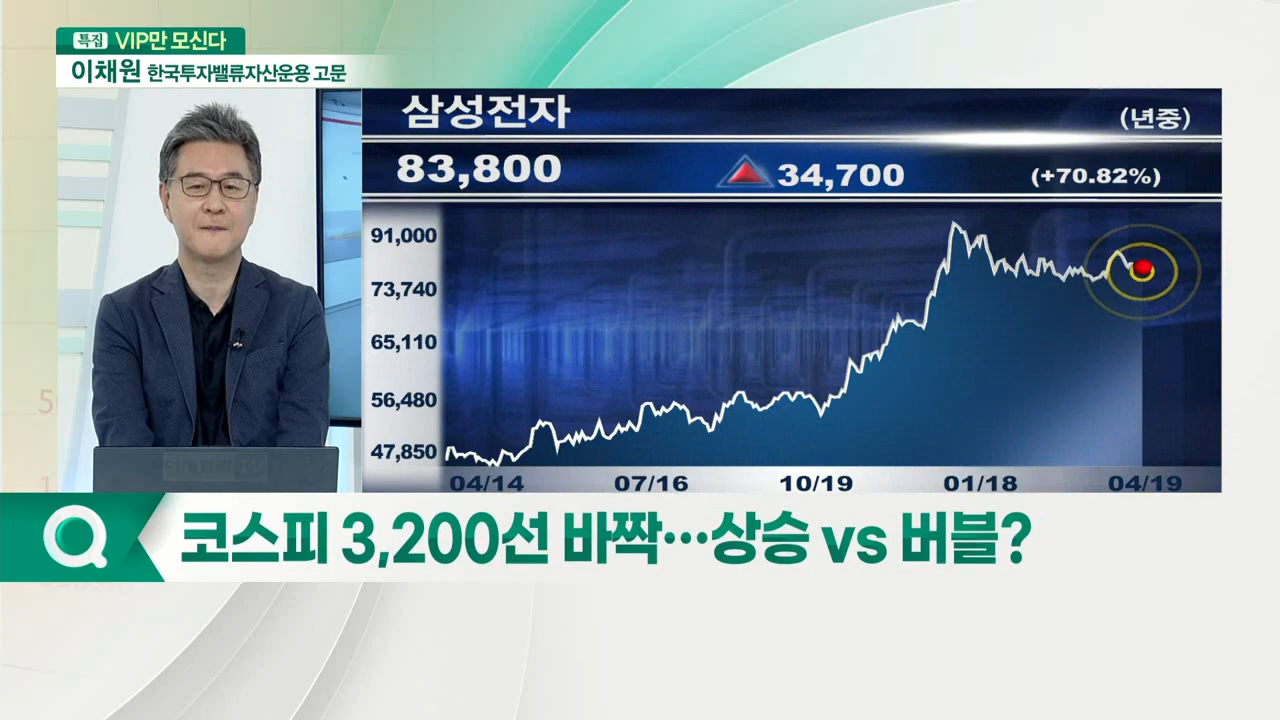 특집 VIP만 모신다
이채원 한국투자밸류자산운용 고문
삼성전자 (년중)
83,800 34,700 (+70.82%)
91,000
73,740
65,110
56,480
47,850
04/14 07/16 10/19 01/18 04/19
코스피 3,200선 바짝…상승 vs 버블?